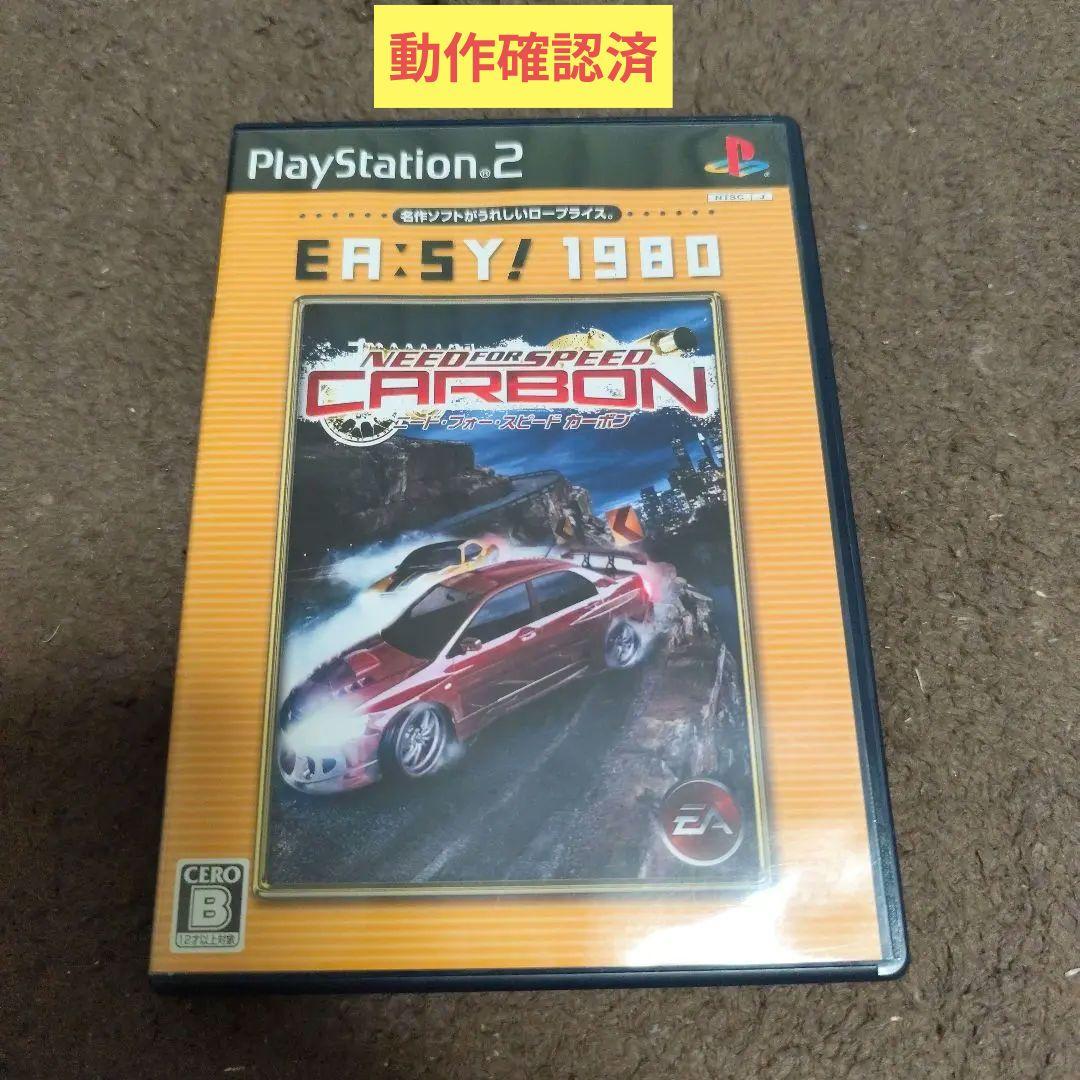 動作確認済
PlayStation®2
NTSC J
名作ソフトがうれしいロープライス。
EA:SY! 1980
NEED FOR SPEED
CARBON
ニード・フォー・スピード カーボン
EA
CERO
B
12才以上対象